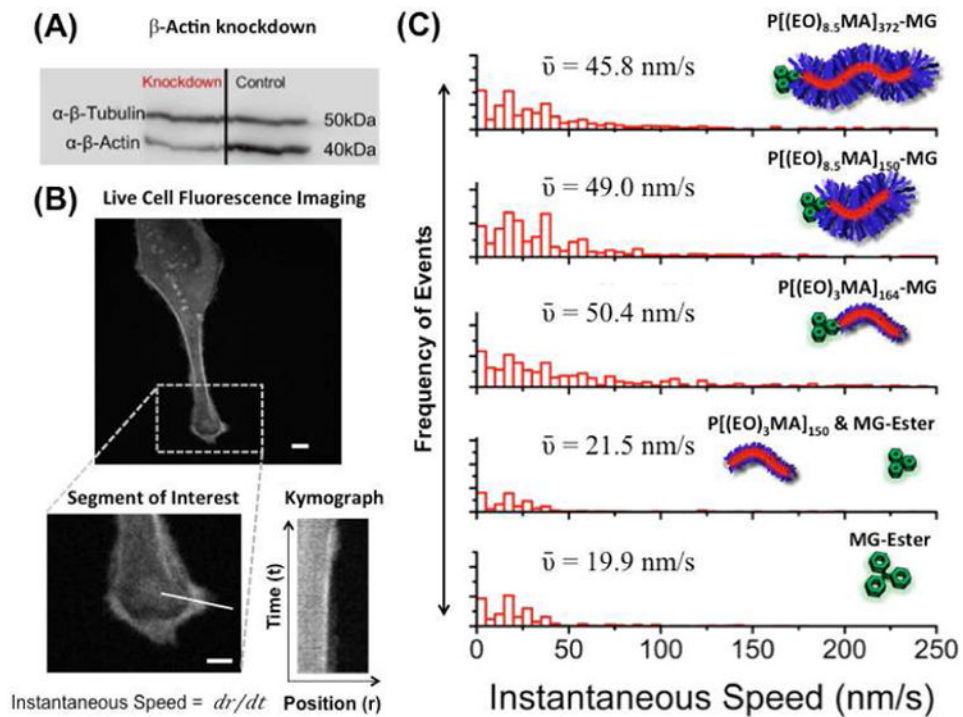 (A)
β-Actin knockdown
Knockdown Control
α-β-Tubulin 50kDa
α-β-Actin 40kDa
(B)
Live Cell Fluorescence Imaging
Segment of Interest
Kymograph
Time (t)
Position (r)
Instantaneous Speed = dr/dt
(C)
P[(EO)8.5MA]372-MG
ῡ = 45.8 nm/s
P[(EO)8.5MA]150-MG
ῡ = 49.0 nm/s
P[(EO)3MA]164-MG
ῡ = 50.4 nm/s
P[(EO)3MA]150 & MG-Ester
ῡ = 21.5 nm/s
MG-Ester
ῡ = 19.9 nm/s
Frequency of Events
0 50 100 150 200 250
Instantaneous Speed (nm/s)